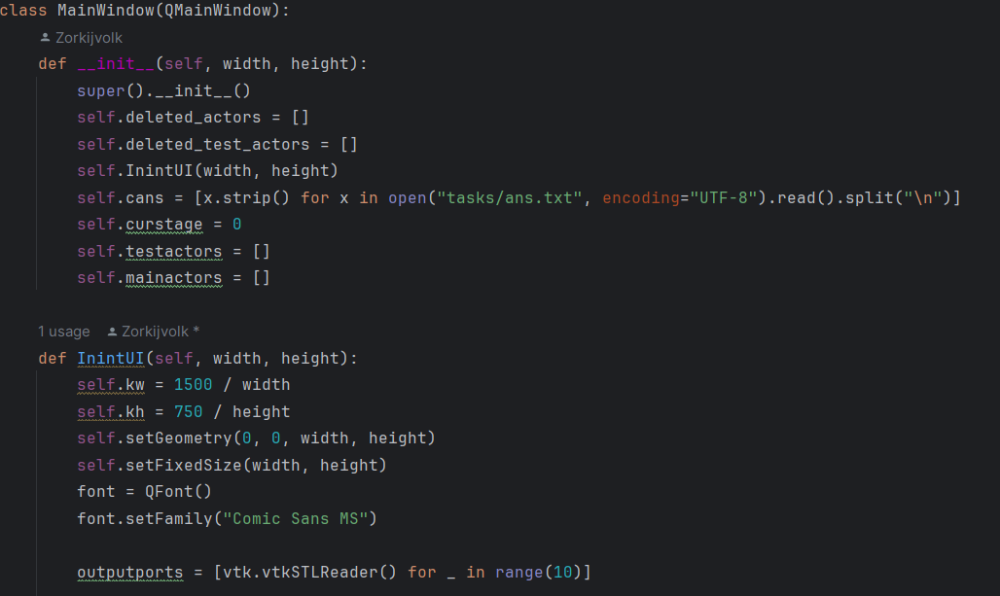 class MainWindow(QMainWindow):
Zorkijvolk
def __init__(self, width, height):
super().__init__()
self.deleted_actors = []
self.deleted_test_actors = []
self.InintUI(width, height)
self.cans = [x.strip() for x in open("tasks/ans.txt", encoding="UTF-8").read().split("\n")]
self.curstage = 0
self.testactors = []
self.mainactors = []
1 usage Zorkijvolk *
def InintUI(self, width, height):
self.kw = 1500 / width
self.kh = 750 / height
self.setGeometry(0, 0, width, height)
self.setFixedSize(width, height)
font = QFont()
font.setFamily("Comic Sans MS")
outputports = [vtk.vtkSTLReader() for _ in range(10)]